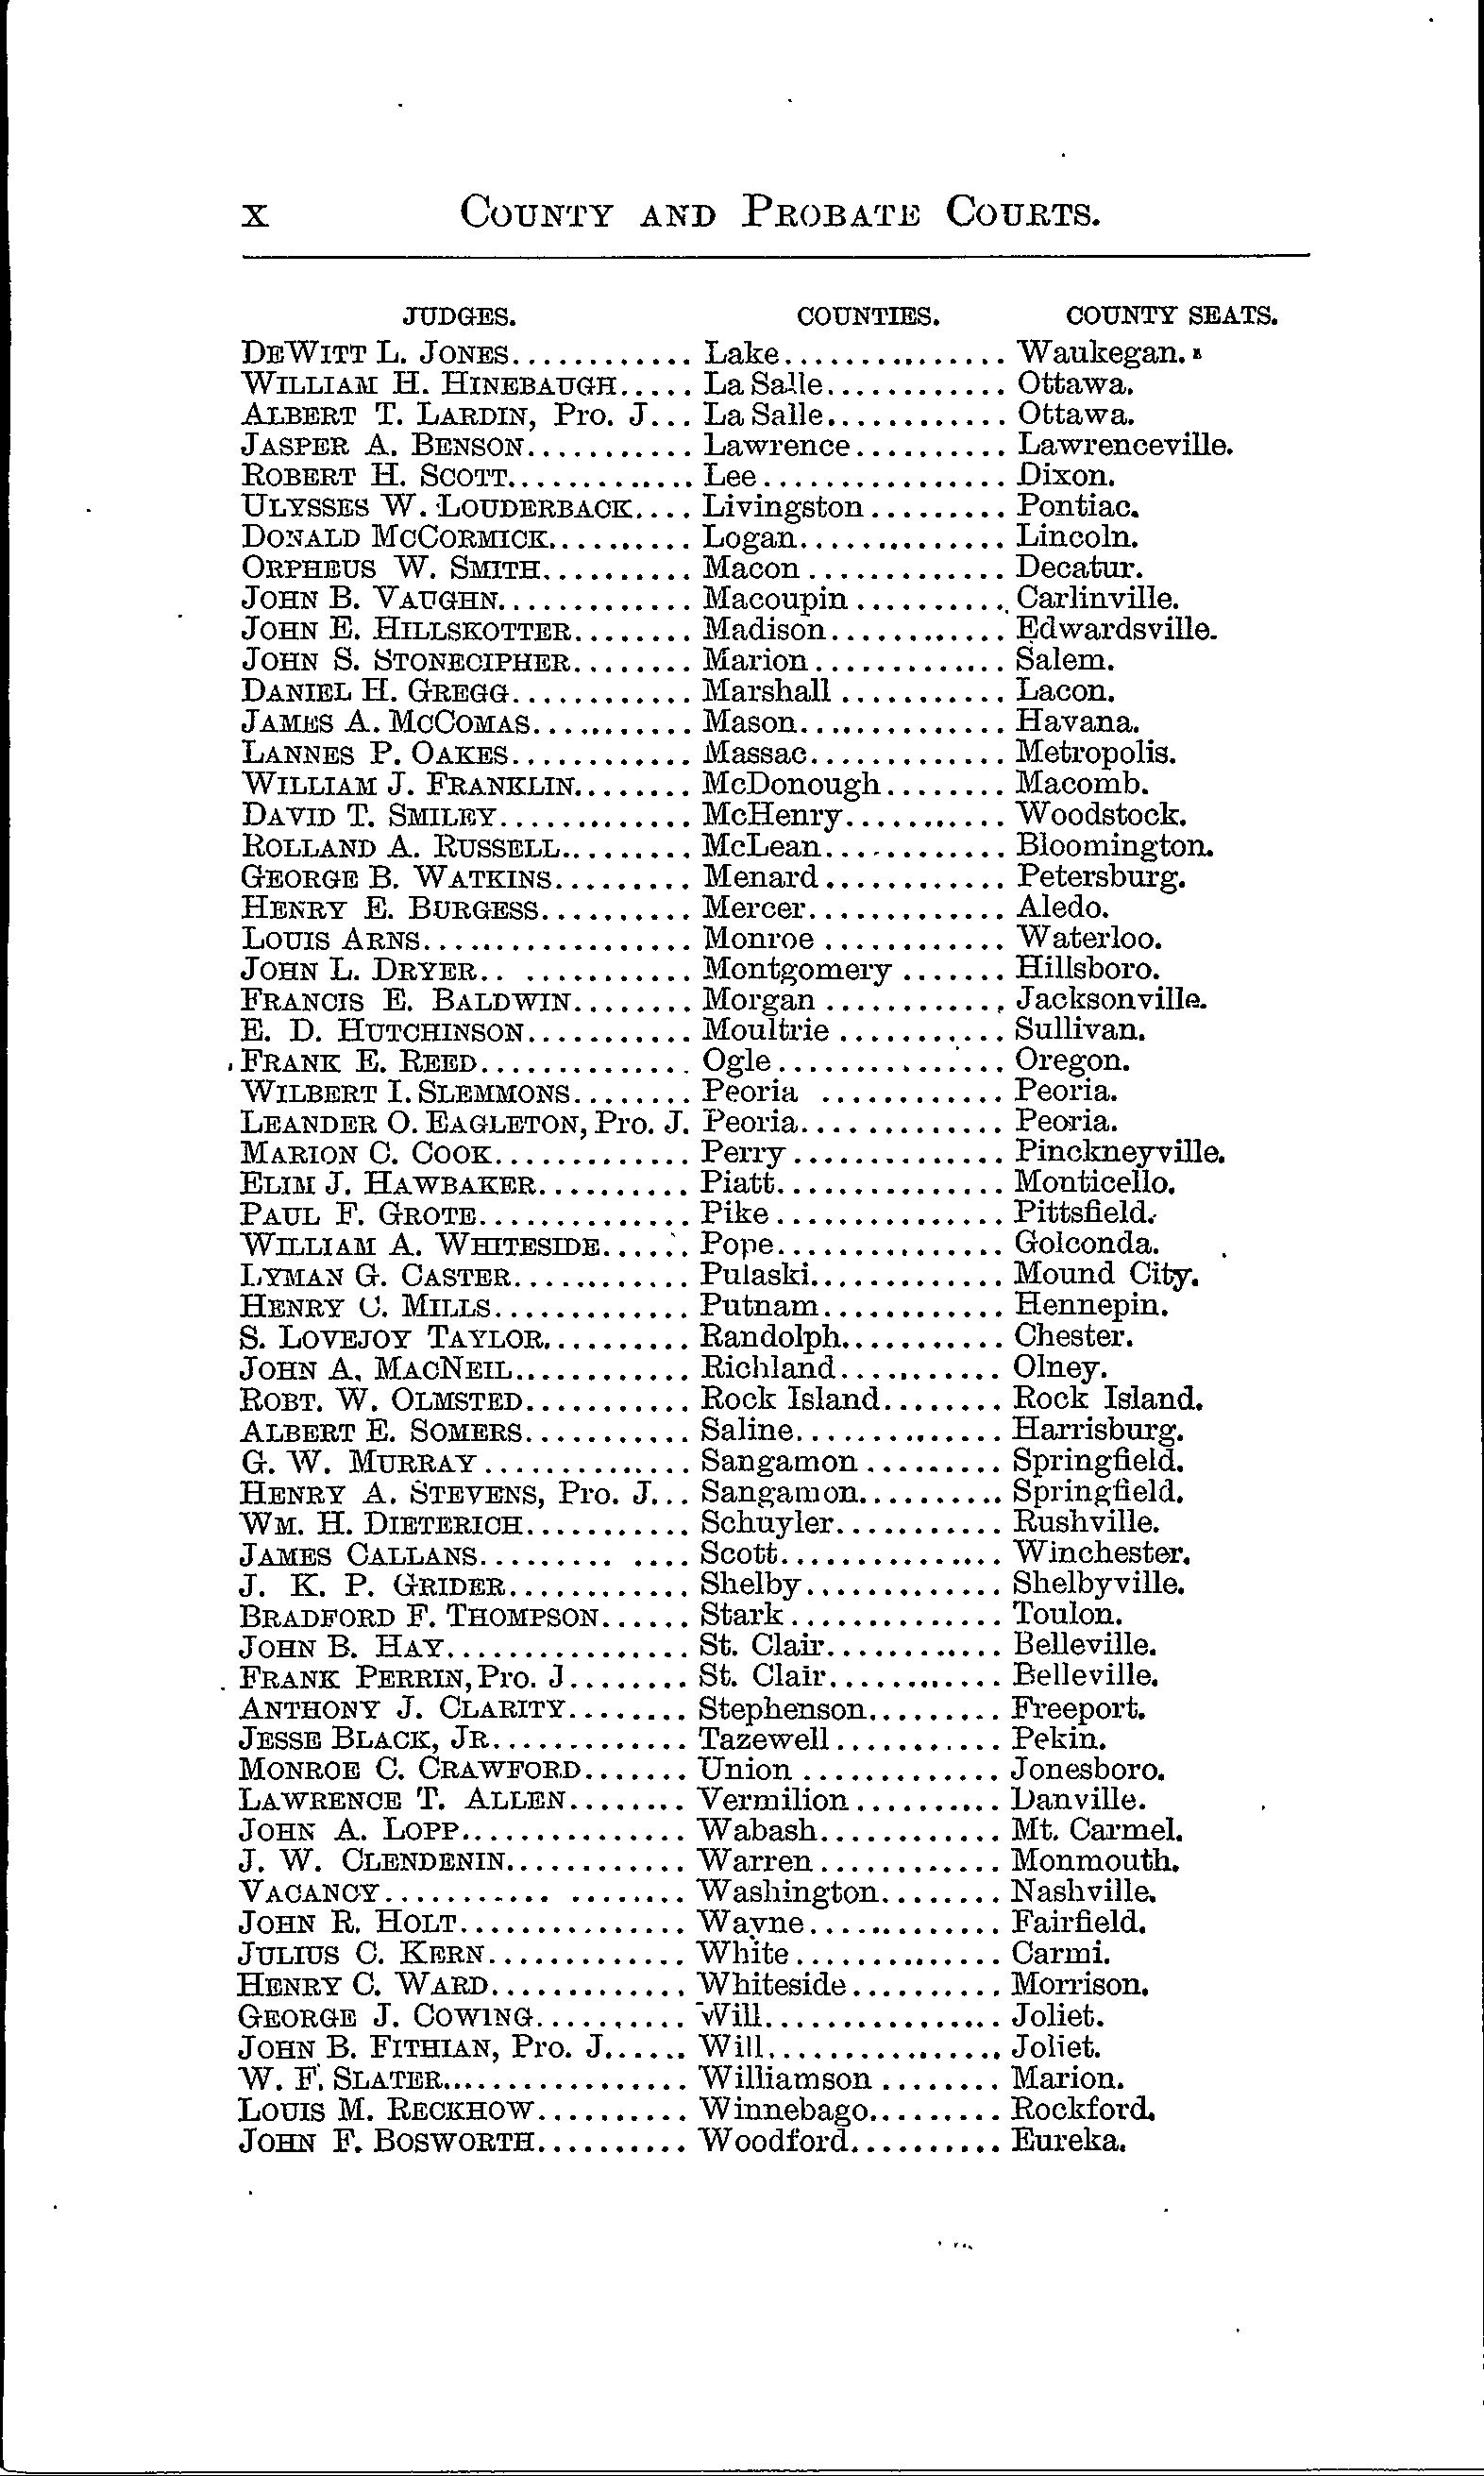 x COUNTY AND PROBATE COURTS.
JUDGES. COUNTIES. COUNTY SEATS.
DEWITT L. JONES............ Lake............... Waukegan.
WILLIAM H. HINEBAUGH..... La Salle............ Ottawa.
ALBERT T. LARDIN, Pro. J... La Salle............ Ottawa.
JASPER A. BENSON........... Lawrence.......... Lawrenceville.
ROBERT H. SCOTT............. Lee................ Dixon.
ULYSSES W. LOUDERBACK.... Livingston......... Pontiac.
DONALD MCCORMICK.......... Logan.............. Lincoln.
ORPHEUS W. SMITH.......... Macon............. Decatur.
JOHN B. VAUGHN............. Macoupin.......... Carlinville.
JOHN E. HILLSKOTTER........ Madison............ Edwardsville.
JOHN S. STONECIPHER........ Marion............. Salem.
DANIEL H. GREGG............ Marshall ........... Lacon.
JAMES A. MCCOMAS........... Mason.............. Havana.
LANNES P. OAKES............ Massac............. Metropolis.
WILLIAM J. FRANKLIN........ McDonough........ Macomb.
DAVID T. SMILEY............. McHenry........... Woodstock.
ROLLAND A. RUSSELL......... McLean............ Bloomington.
GEORGE B. WATKINS......... Menard............ Petersburg.
HENRY E. BURGESS.......... Mercer............. Aledo.
LOUIS ARNS.................. Monroe ............ Waterloo.
JOHN L. DRYER.. ........... Montgomery ....... Hillsboro.
FRANCIS E. BALDWIN........ Morgan ............ Jacksonville.
E. D. HUTCHINSON........... Moultrie ........... Sullivan.
FRANK E. REED.............. Ogle............... Oregon.
WILBERT I. SLEMMONS........ Peoria ............ Peoria.
LEANDER O. EAGLETON, Pro. J. Peoria............. Peoria.
MARION C. COOK............. Perry.............. Pinckneyville.
ELIM J. HAWBAKER.......... Piatt............... Monticello.
PAUL F. GROTE.............. Pike............... Pittsfield.
WILLIAM A. WHITESIDE...... Pope............... Golconda.
LYMAN G. CASTER............ Pulaski............. Mound City.
HENRY C. MILLS............. Putnam............ Hennepin.
S. LOVEJOY TAYLOR.......... Randolph........... Chester.
JOHN A. MACNEIL............ Richland........... Olney.
ROBT. W. OLMSTED........... Rock Island........ Rock Island.
ALBERT E. SOMERS........... Saline.............. Harrisburg.
G. W. MURRAY.............. Sangamon......... Springfield.
HENRY A. STEVENS, Pro. J... Sangamon.......... Springfield.
WM. H. DIETERICH........... Schuyler........... Rushville.
JAMES CALLANS......... .... Scott............... Winchester.
J. K. P. GRIDER............ Shelby............. Shelbyville.
BRADFORD F. THOMPSON...... Stark.............. Toulon.
JOHN B. HAY................ St. Clair............ Belleville.
FRANK PERRIN, Pro. J........ St. Clair............ Belleville.
ANTHONY J. CLARITY........ Stephenson......... Freeport.
JESSE BLACK, JR............. Tazewell........... Pekin.
MONROE C. CRAWFORD....... Union ............. Jonesboro.
LAWRENCE T. ALLEN........ Vermilion.......... Danville.
JOHN A. LOPP............... Wabash............ Mt. Carmel.
J. W. CLENDENIN............ Warren............ Monmouth.
VACANCY........... ........ Washington........ Nashville.
JOHN R. HOLT............... Wayne............. Fairfield.
JULIUS C. KERN............. White.............. Carmi.
HENRY C. WARD............. Whiteside.......... Morrison.
GEORGE J. COWING.......... Will................ Joliet.
JOHN B. FITHIAN, Pro. J...... Will................ Joliet.
W. F. SLATER................ Williamson ........ Marion.
LOUIS M. RECKHOW.......... Winnebago......... Rockford.
JOHN F. BOSWORTH.......... Woodford.......... Eureka.